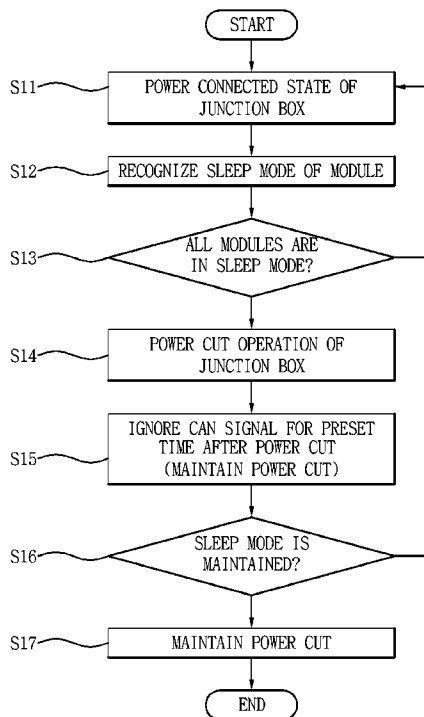 START
S11
POWER CONNECTED STATE OF
JUNCTION BOX
S12
RECOGNIZE SLEEP MODE OF MODULE
S13
ALL MODULES ARE
IN SLEEP MODE?
S14
POWER CUT OPERATION OF
JUNCTION BOX
S15
IGNORE CAN SIGNAL FOR PRESET
TIME AFTER POWER CUT
(MAINTAIN POWER CUT)
S16
SLEEP MODE IS
MAINTAINED?
S17
MAINTAIN POWER CUT
END